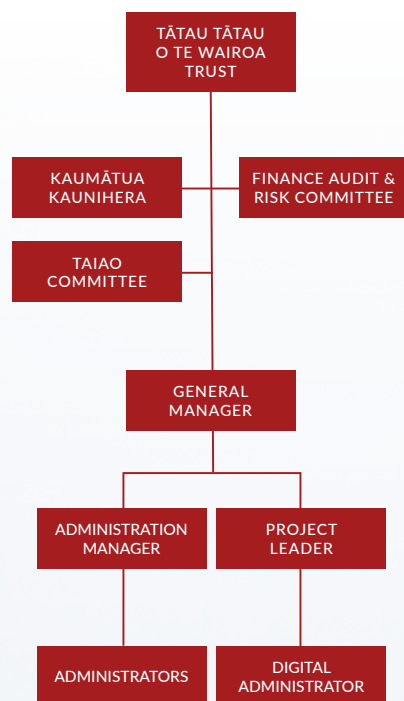 TĀTAU TĀTAU
O TE WAIROA
TRUST
KAUMĀTUA
KAUNIHERA
FINANCE AUDIT &
RISK COMMITTEE
TAIAO
COMMITTEE
GENERAL
MANAGER
ADMINISTRATION
MANAGER
PROJECT
LEADER
ADMINISTRATORS
DIGITAL
ADMINISTRATOR